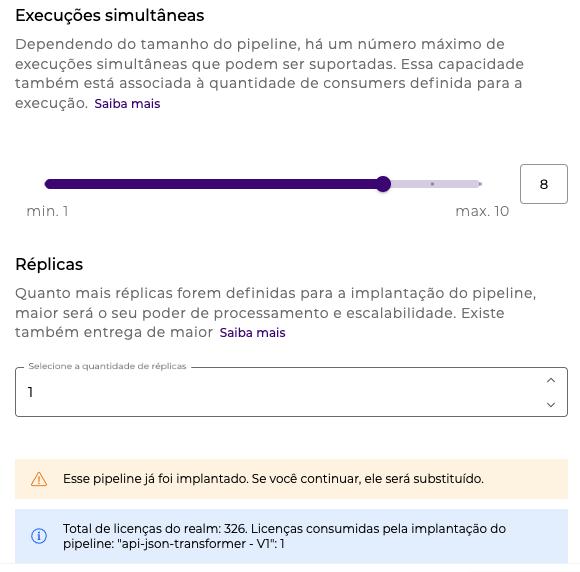 Execuções simultâneas
Dependendo do tamanho do pipeline, há um número máximo de
execuções simultâneas que podem ser suportadas. Essa capacidade
também está associada à quantidade de consumers definida para a
execução. Saiba mais
8
min. 1
max. 10
Réplicas
Quanto mais réplicas forem definidas para a implantação do pipeline,
maior será o seu poder de processamento e escalabilidade. Existe
também entrega de maior Saiba mais
Selecione a quantidade de réplicas
1
Esse pipeline já foi implantado. Se você continuar, ele será substituído.
Total de licenças do realm: 326. Licenças consumidas pela implantação do
pipeline: "api-json-transformer - V1": 1